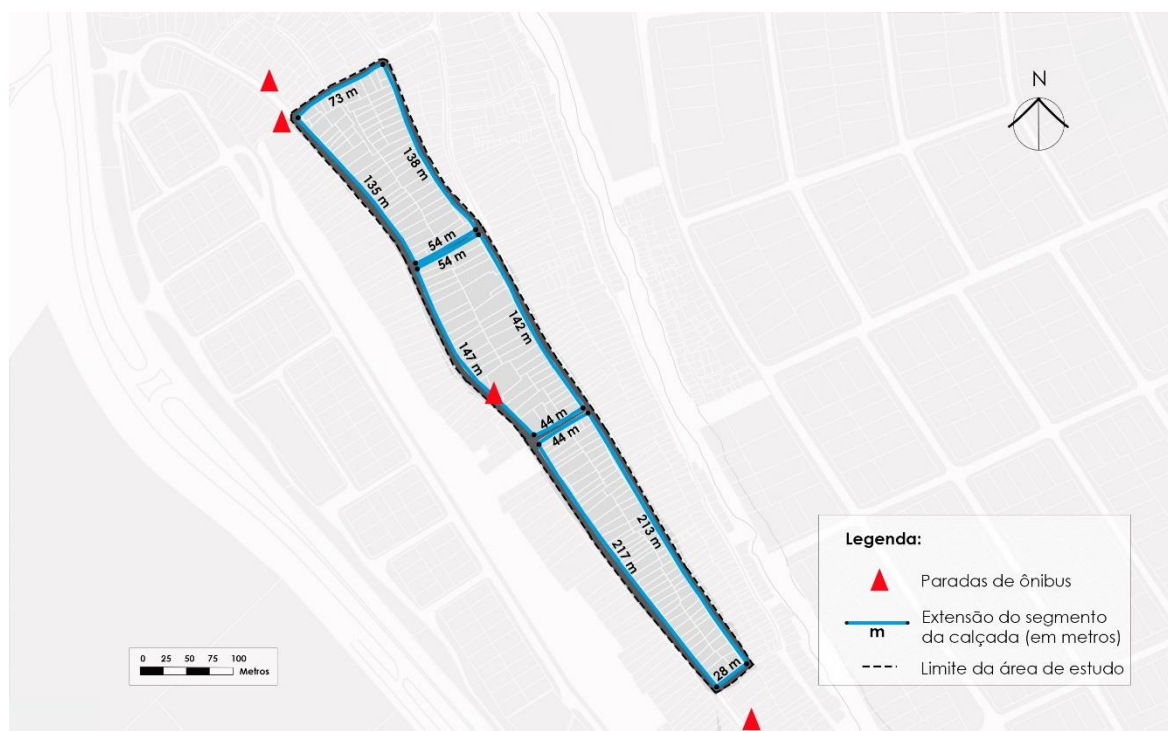 N
73 m
138 m
135 m
54 m
54 m
142 m
147 m
44 m
44 m
213 m
217 m
28 m
Legenda:
Paradas de ônibus
m
Extensão do segmento
da calçada (em metros)
Limite da área de estudo
0 25 50 75 100
Metros